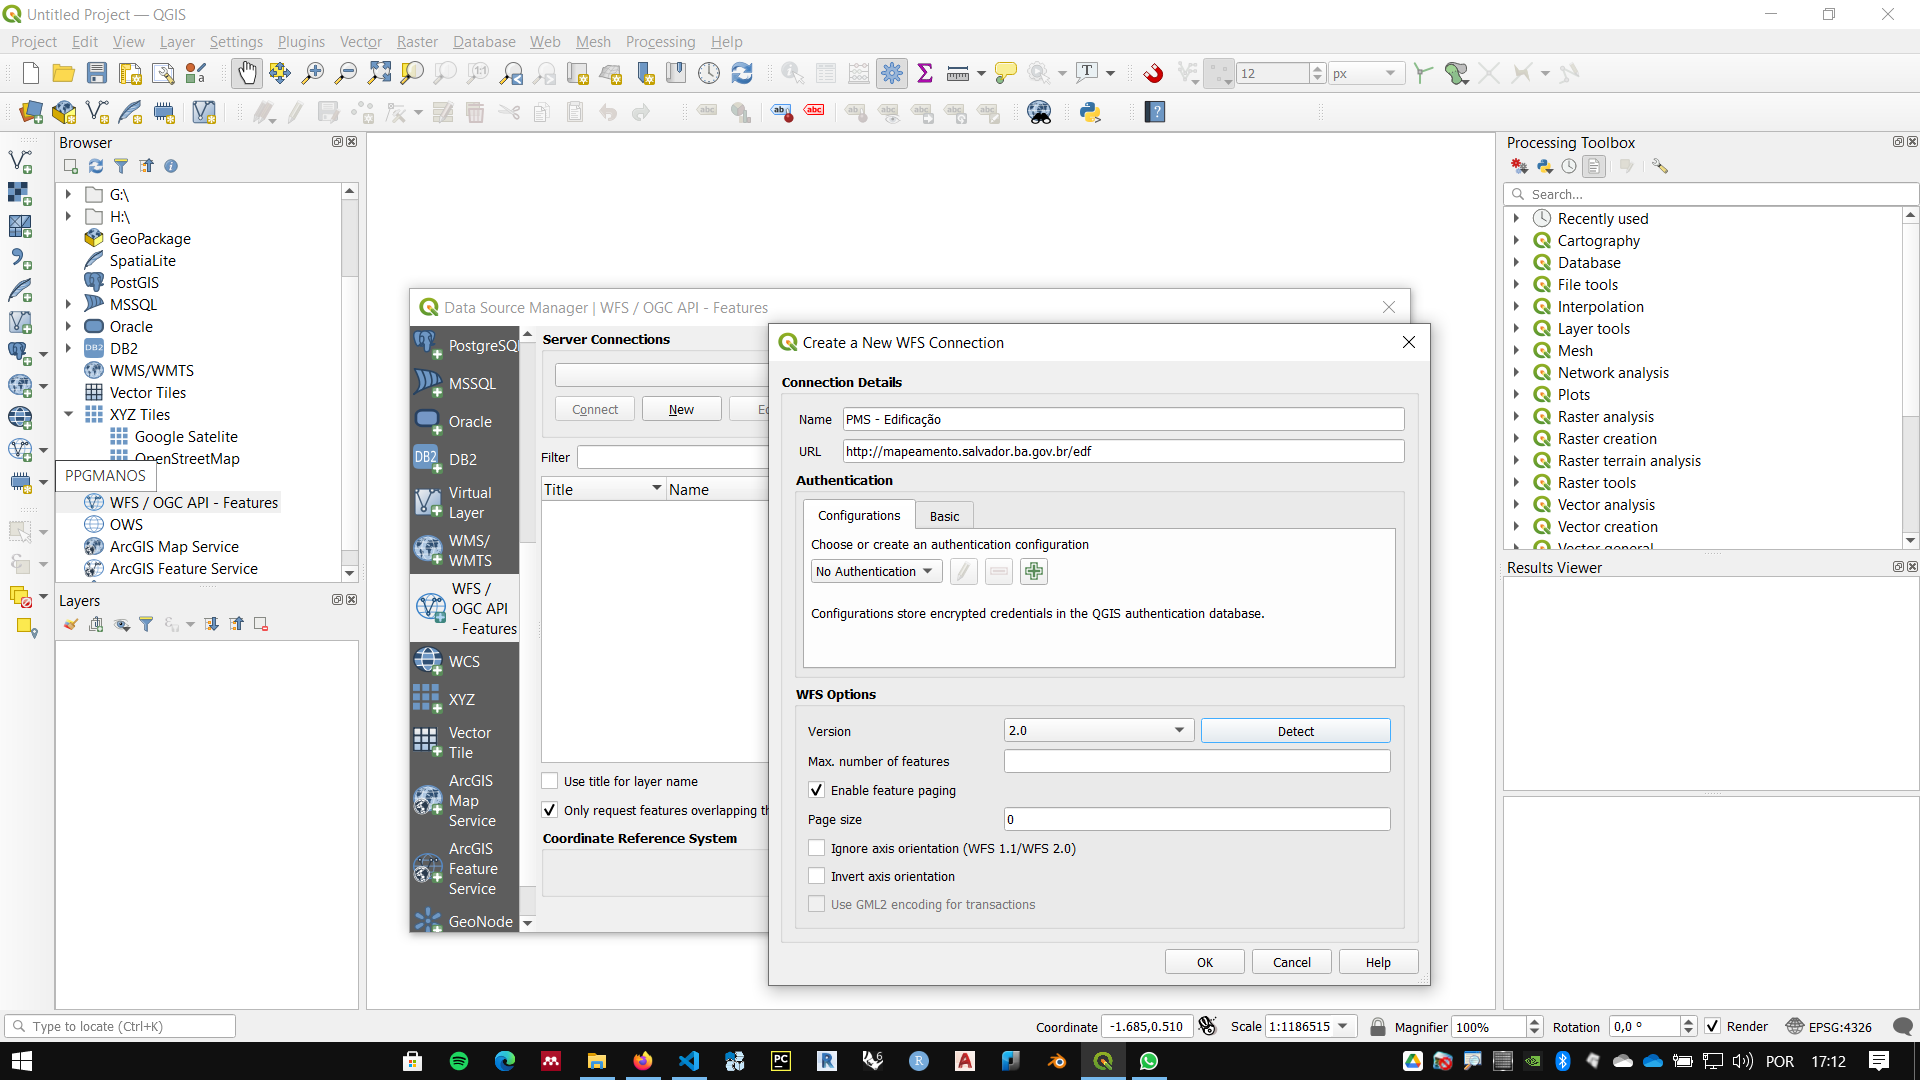 Untitled Project — QGIS
Project Edit View Layer Settings Plugins Vector Raster Database Web Mesh Processing Help
12 px
Browser
G:\
H:\
GeoPackage
SpatiaLite
PostGIS
MSSQL
Oracle
DB2
WMS/WMTS
Vector Tiles
XYZ Tiles
Google Satelite
OpenStreetMap
PPGMANOS
WFS / OGC API - Features
OWS
ArcGIS Map Service
ArcGIS Feature Service
Layers
Data Source Manager | WFS / OGC API - Features
PostgreSQL
MSSQL
Oracle
DB2
Virtual
Layer
WMS/
WMTS
WFS /
OGC API
- Features
WCS
XYZ
Vector
Tile
ArcGIS
Map
Service
ArcGIS
Feature
Service
GeoNode
Server Connections
Connect New
Filter
Title Name
Use title for layer name
Only request features overlapping
Coordinate Reference System
Create a New WFS Connection
Connection Details
Name PMS - Edificação
URL http://mapeamento.salvador.ba.gov.br/edf
Authentication
Configurations Basic
Choose or create an authentication configuration
No Authentication
Configurations store encrypted credentials in the QGIS authentication database.
WFS Options
Version 2.0 Detect
Max. number of features
Enable feature paging
Page size 0
Ignore axis orientation (WFS 1.1/WFS 2.0)
Invert axis orientation
Use GML2 encoding for transactions
OK Cancel Help
Processing Toolbox
Search...
Recently used
Cartography
Database
File tools
Interpolation
Layer tools
Mesh
Network analysis
Plots
Raster analysis
Raster creation
Raster terrain analysis
Raster tools
Vector analysis
Vector creation
Vector general
Results Viewer
Type to locate (Ctrl+K)
Coordinate -1.685,0.510 Scale 1:1186515 Magnifier 100% Rotation 0,0 ° Render EPSG:4326
POR 17:12